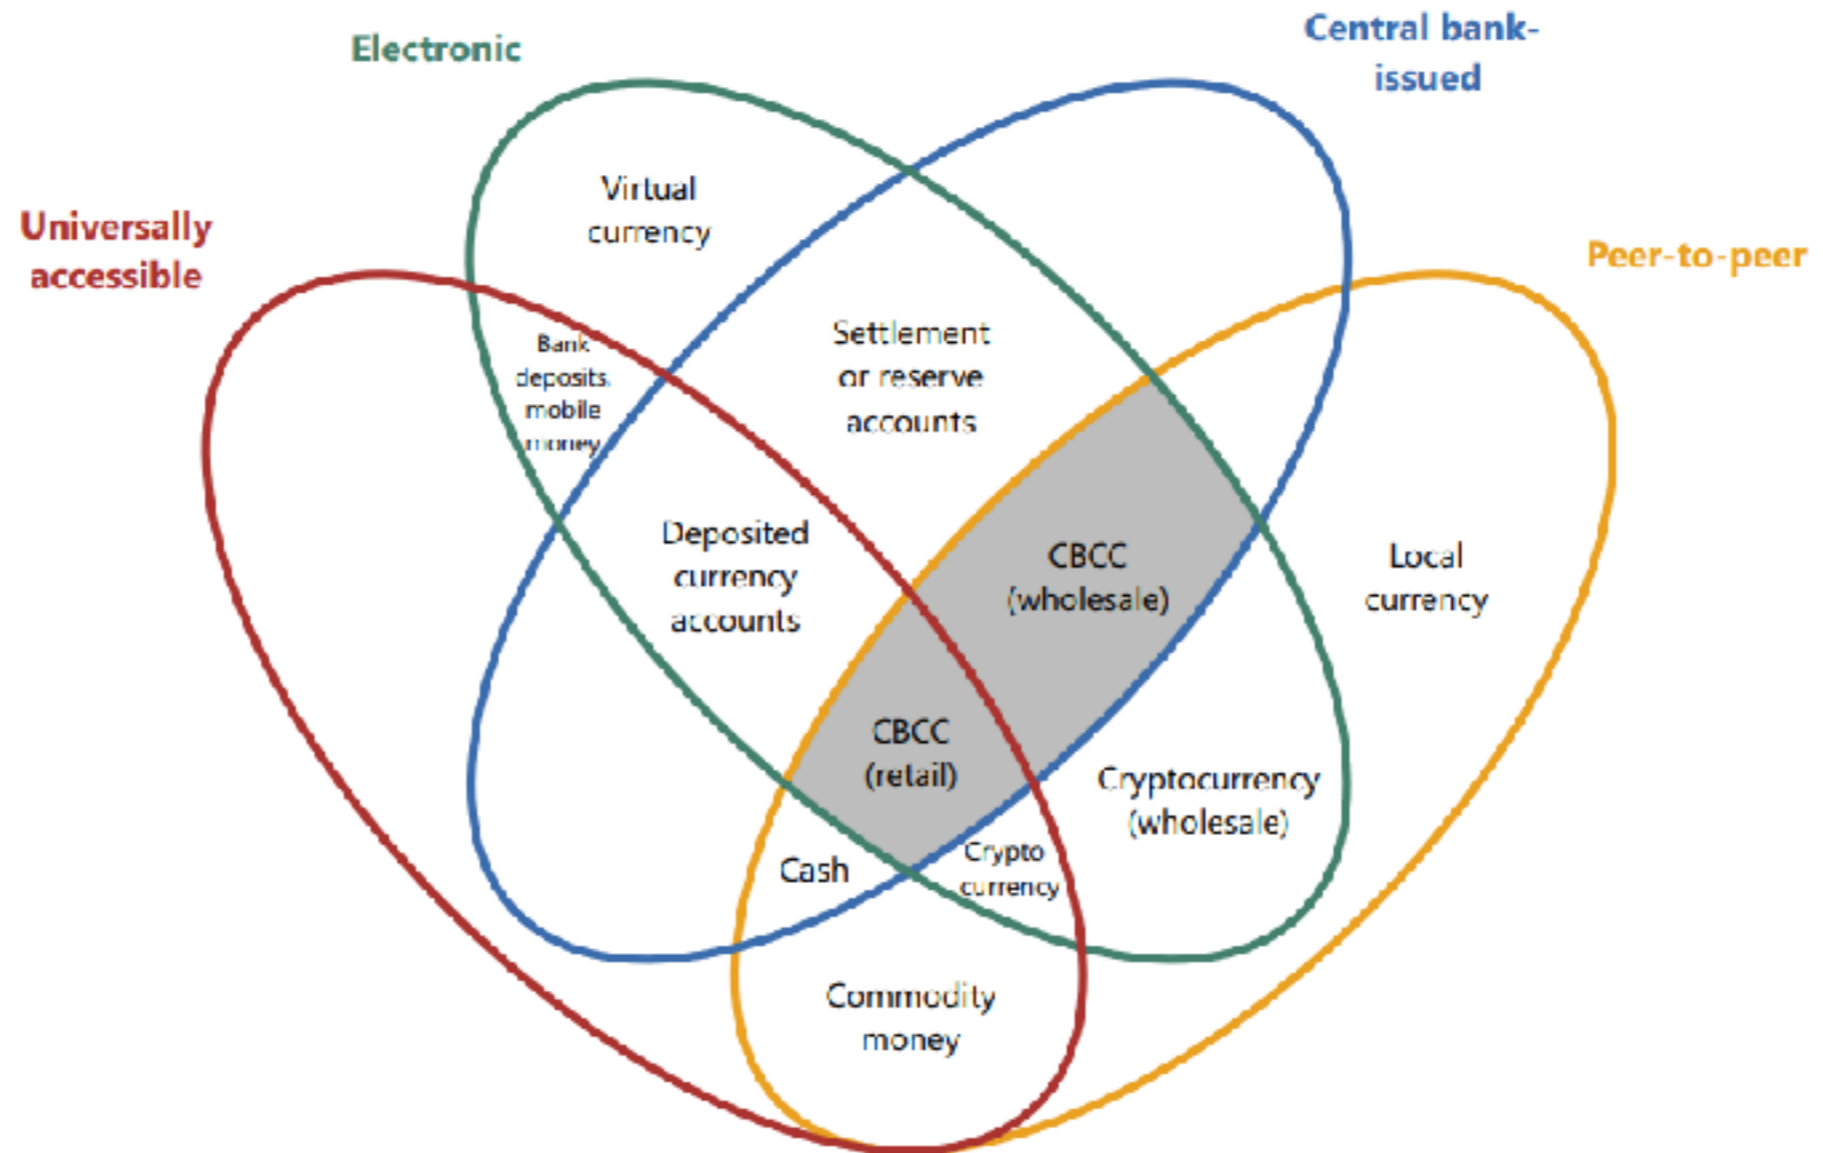 Electronic
Central bank-
issued
Universally
accessible
Peer-to-peer
Virtual
currency
Bank
deposits,
mobile
money
Settlement
or reserve
accounts
Deposited
currency
accounts
CBCC
(wholesale)
Local
currency
CBCC
(retail)
Cryptocurrency
(wholesale)
Cash
Crypto
currency
Commodity
money